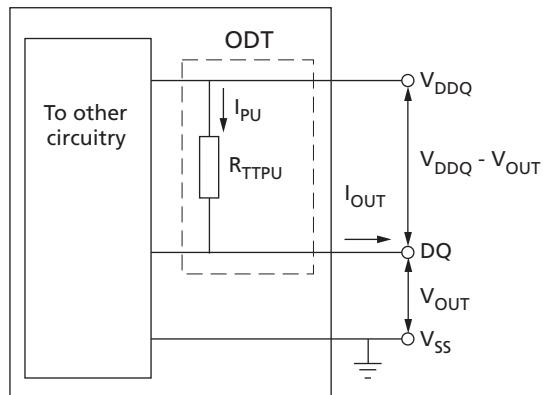 ODT
To other
circuitry
I_PU
R_TTPU
I_OUT
V_DDQ
V_DDQ - V_OUT
DQ
V_OUT
V_SS